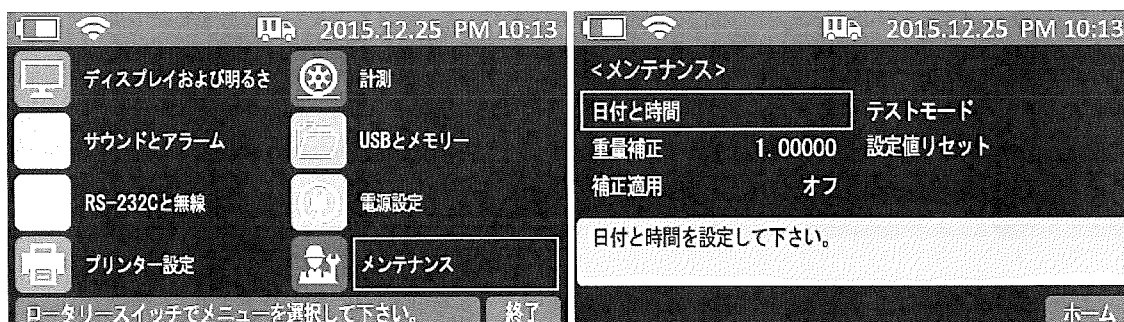 2015.12.25 PM 10:13
ディスプレイおよび明るさ
計測
サウンドとアラーム
USBとメモリー
RS-232Cと無線
電源設定
プリンター設定
メンテナンス
ロータリースイッチでメニューを選択して下さい。
終了
2015.12.25 PM 10:13
<メンテナンス>
日付と時間
テストモード
重量補正 1.00000
設定値リセット
補正適用 オフ
日付と時間を設定して下さい。
ホーム